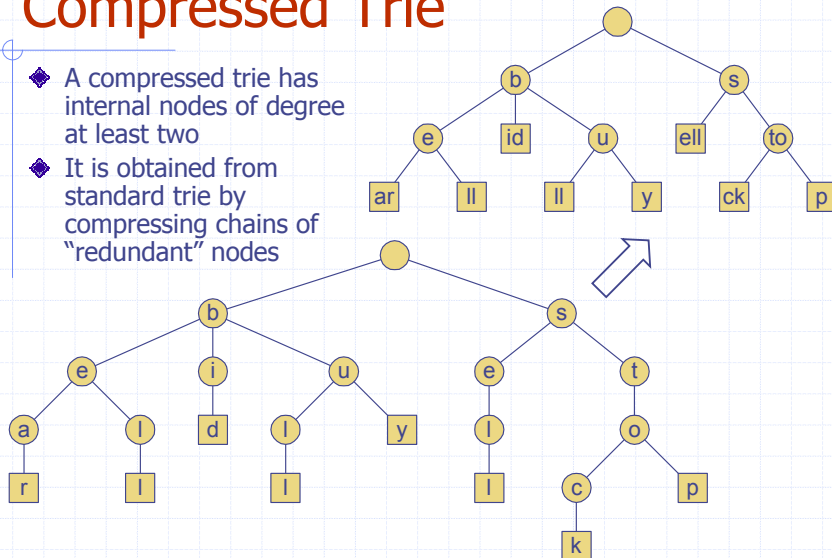 Compressed Trie
A compressed trie has
internal nodes of degree
at least two
It is obtained from
standard trie by
compressing chains of
“redundant” nodes
b s
e id u ell to
ar ll ll y ck p
b s
e i u e t
a l d l y l o
r l l l c p
k